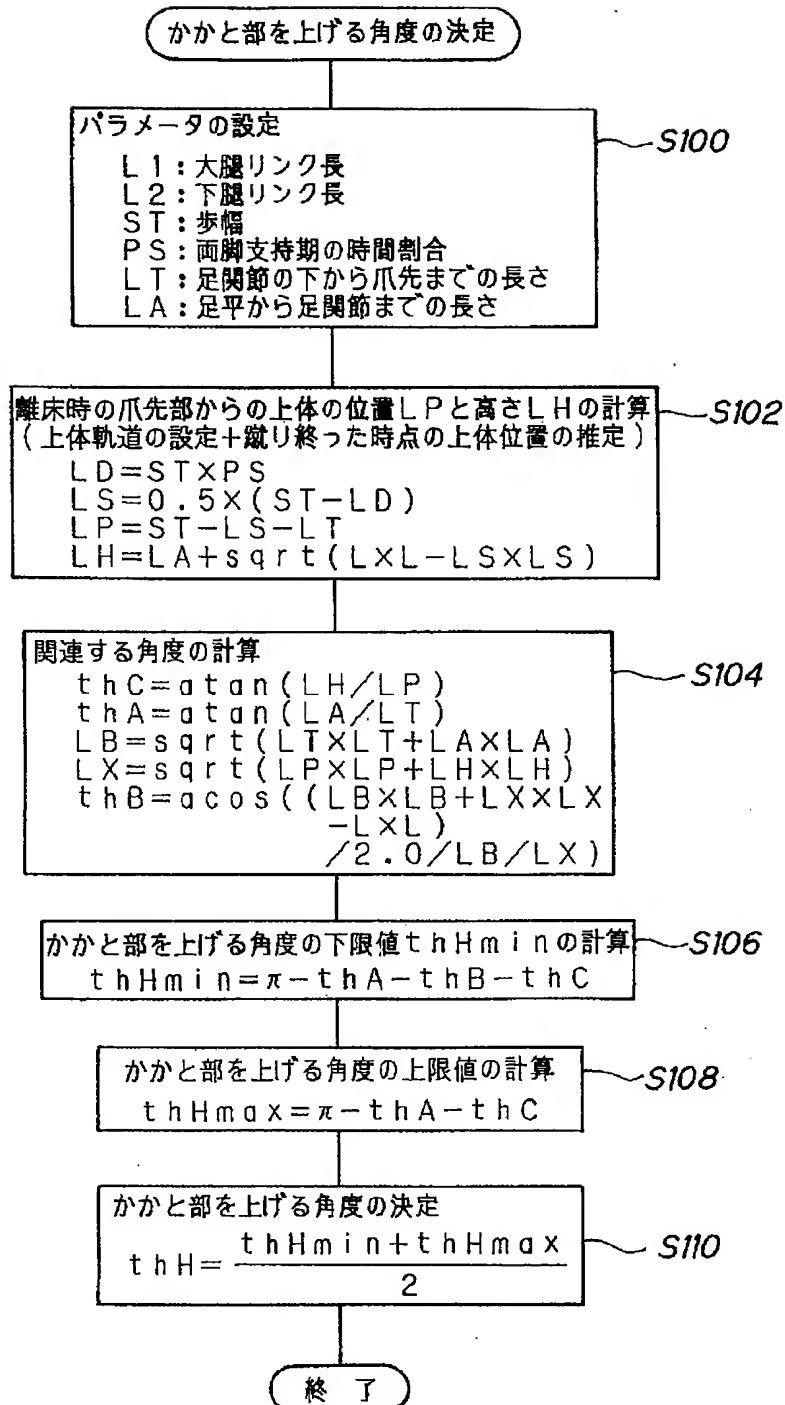 かかと部を上げる角度の決定
パラメータの設定
S100
L1:大腿リンク長
L2:下腿リンク長
ST:歩幅
PS:両脚支持期の時間割合
LT:足関節の下から爪先までの長さ
LA:足平から足関節までの長さ
離床時の爪先部からの上体の位置LPと高さLHの計算
S102
(上体軌道の設定+蹴り終った時点の上体位置の推定)
LD=ST×PS
LS=0.5×(ST-LD)
LP=ST-LS-LT
LH=LA+sqrt(L×L-LS×LS)
関連する角度の計算
S104
thC=atan(LH/LP)
thA=atan(LA/LT)
LB=sqrt(LT×LT+LA×LA)
LX=sqrt(LP×LP+LH×LH)
thB=acos((LB×LB+LX×LX
-L×L)
/2.0/LB/LX)
かかと部を上げる角度の下限値thHminの計算
S106
thHmin=π-thA-thB-thC
かかと部を上げる角度の上限値の計算
S108
thHmax=π-thA-thC
かかと部を上げる角度の決定
S110
thH=
thHmin+thHmax
2
終 了